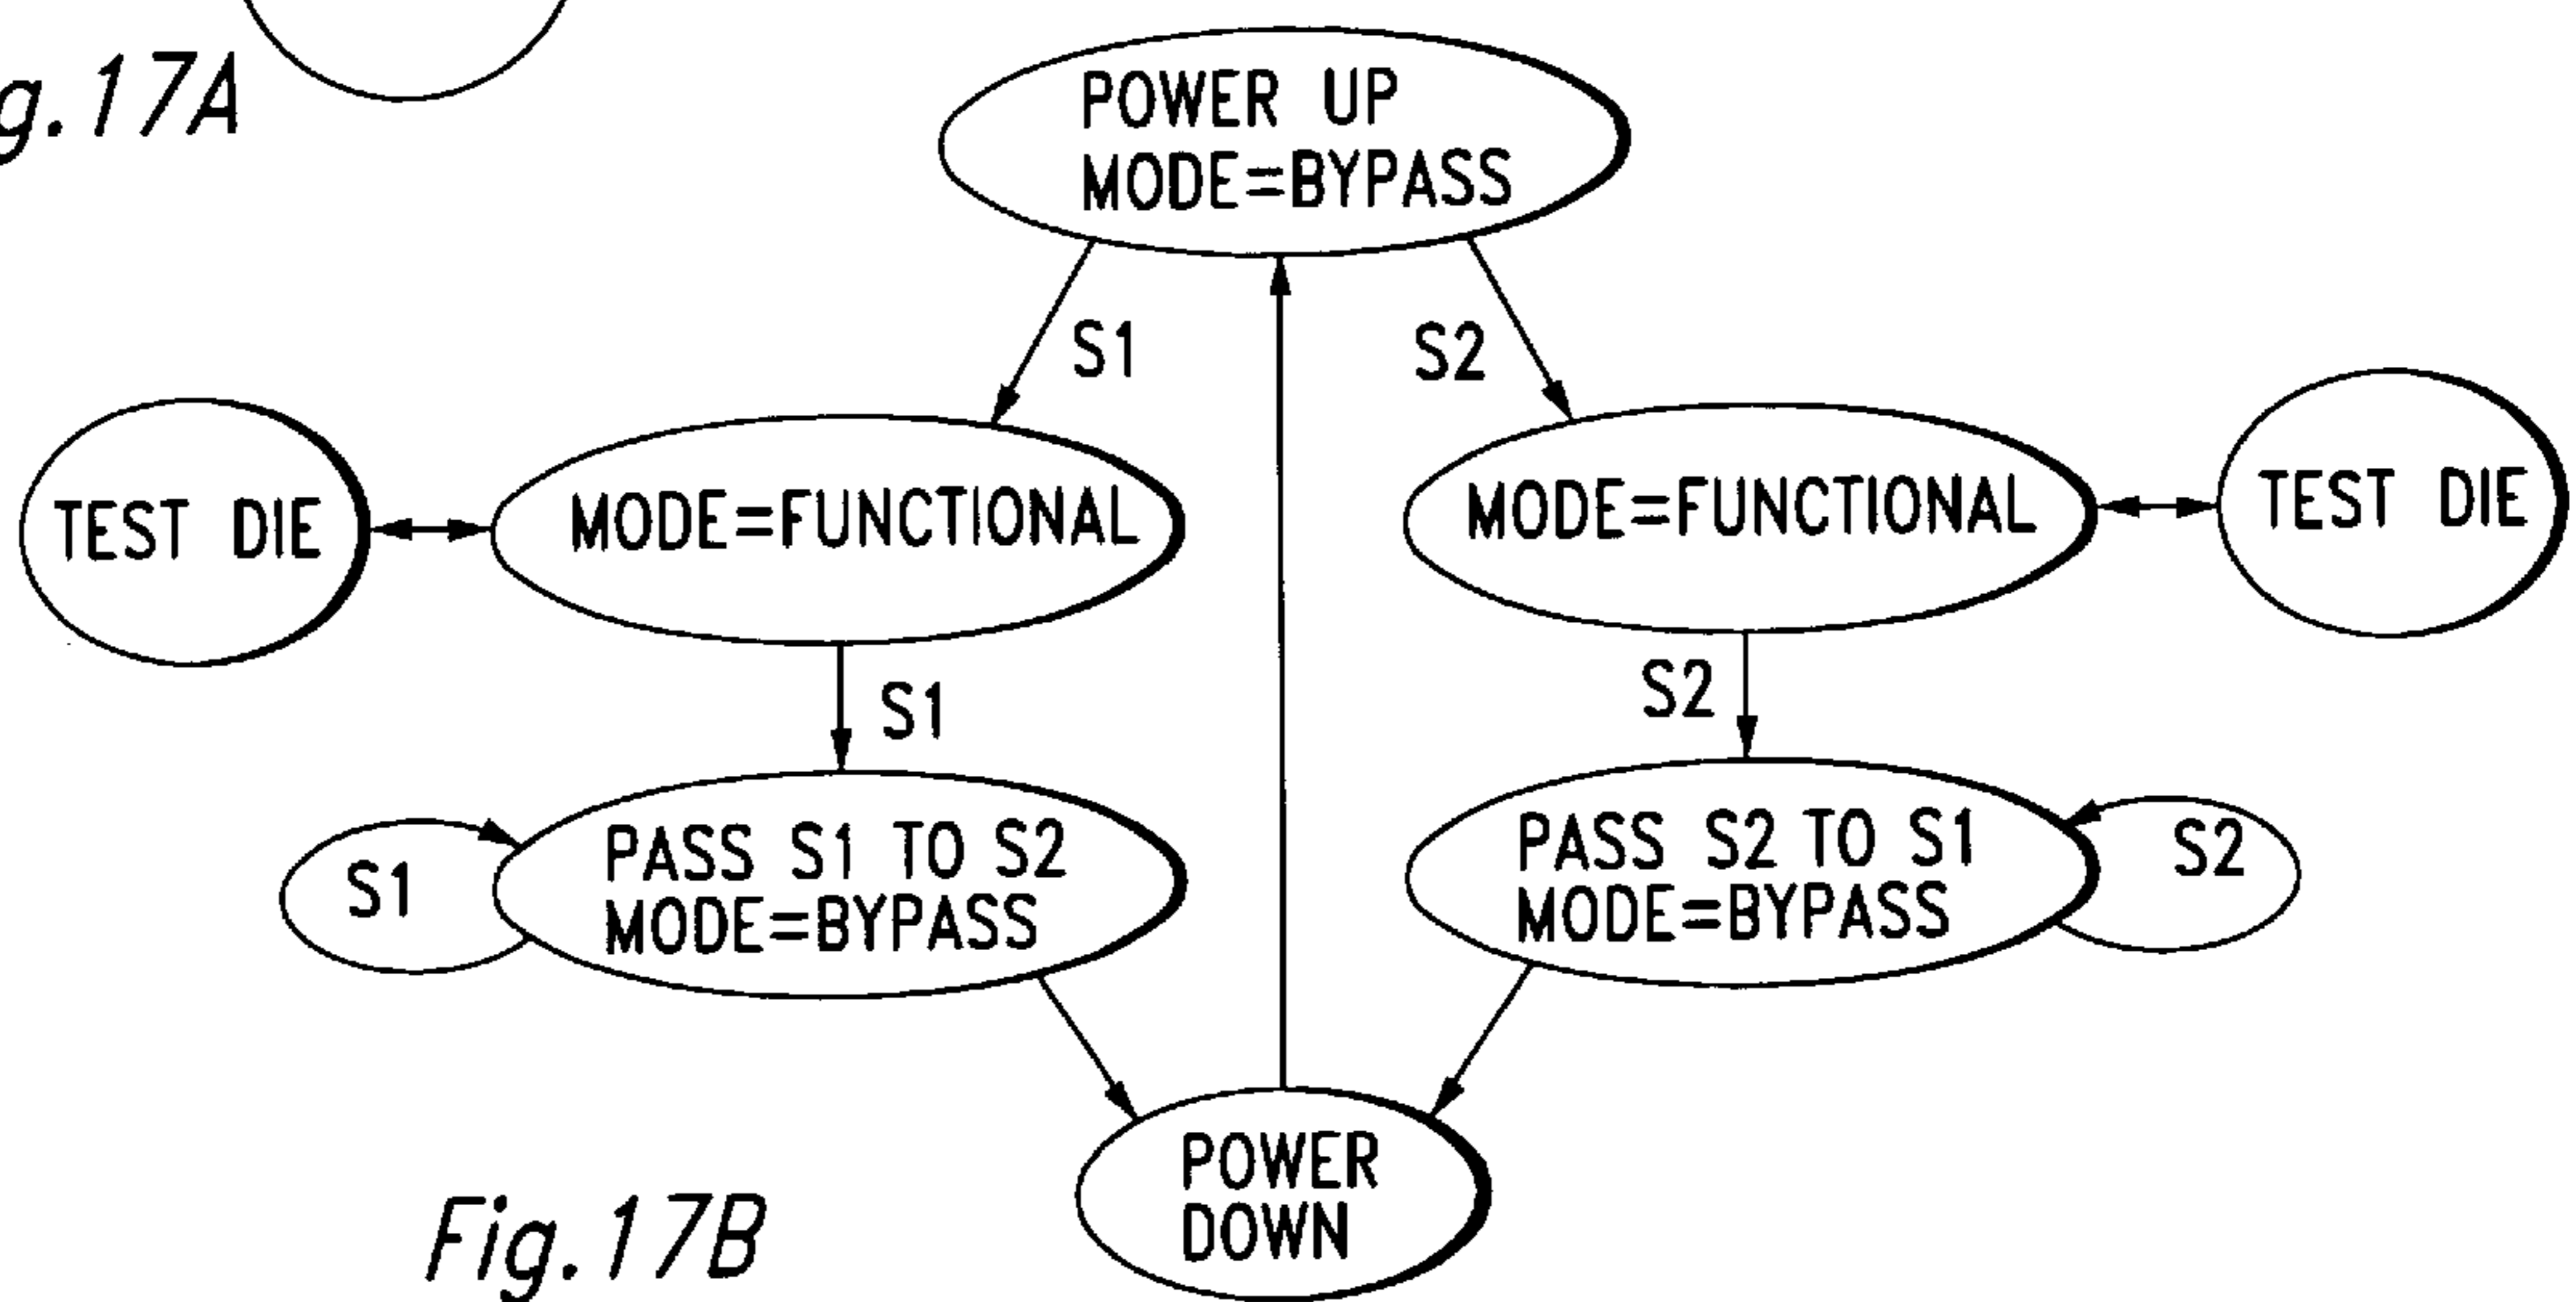 g.17A
POWER UP
MODE=BYPASS
S1
S2
TEST DIE
MODE=FUNCTIONAL
MODE=FUNCTIONAL
TEST DIE
S1
S2
S1
PASS S1 TO S2
MODE=BYPASS
PASS S2 TO S1
MODE=BYPASS
S2
POWER
DOWN
Fig.17B